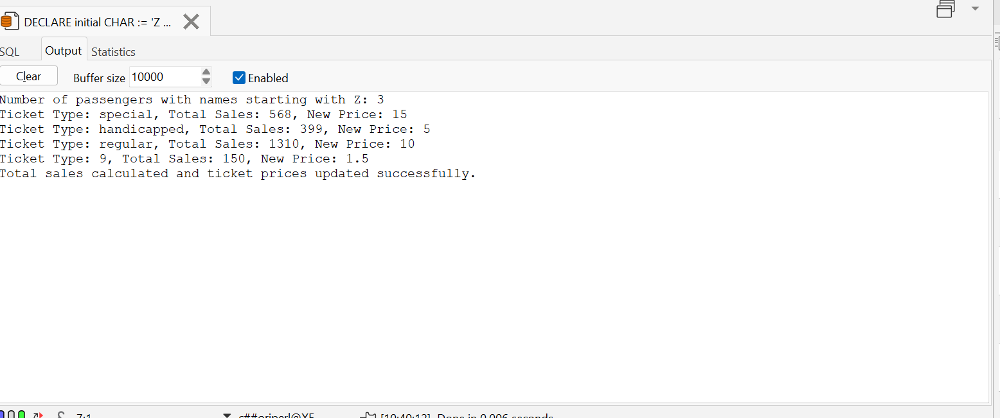 DECLARE initial CHAR := 'Z ...
SQL Output Statistics
Clear Buffer size 10000 Enabled
Number of passengers with names starting with Z: 3
Ticket Type: special, Total Sales: 568, New Price: 15
Ticket Type: handicapped, Total Sales: 399, New Price: 5
Ticket Type: regular, Total Sales: 1310, New Price: 10
Ticket Type: 9, Total Sales: 150, New Price: 1.5
Total sales calculated and ticket prices updated successfully.
7:1 [10:40:12] Done in 0.006 seconds